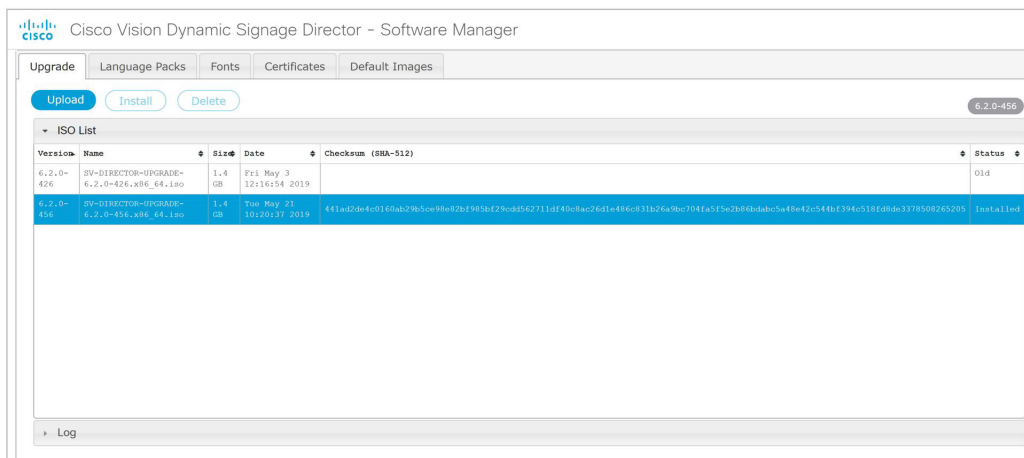 CISCO Cisco Vision Dynamic Signage Director - Software Manager
Upgrade Language Packs Fonts Certificates Default Images
Upload Install Delete
6.2.0-456
ISO List
Version Name Size Date Checksum (SHA-512) Status
6.2.0- SV-DIRECTOR-UPGRADE- 1.4 Fri May 3 Old
426 6.2.0-426.x86_64.iso GB 12:16:54 2019
6.2.0- SV-DIRECTOR-UPGRADE- 1.4 Tue May 21
456 6.2.0-456.x86_64.iso GB 10:20:37 2019
Installed
Log